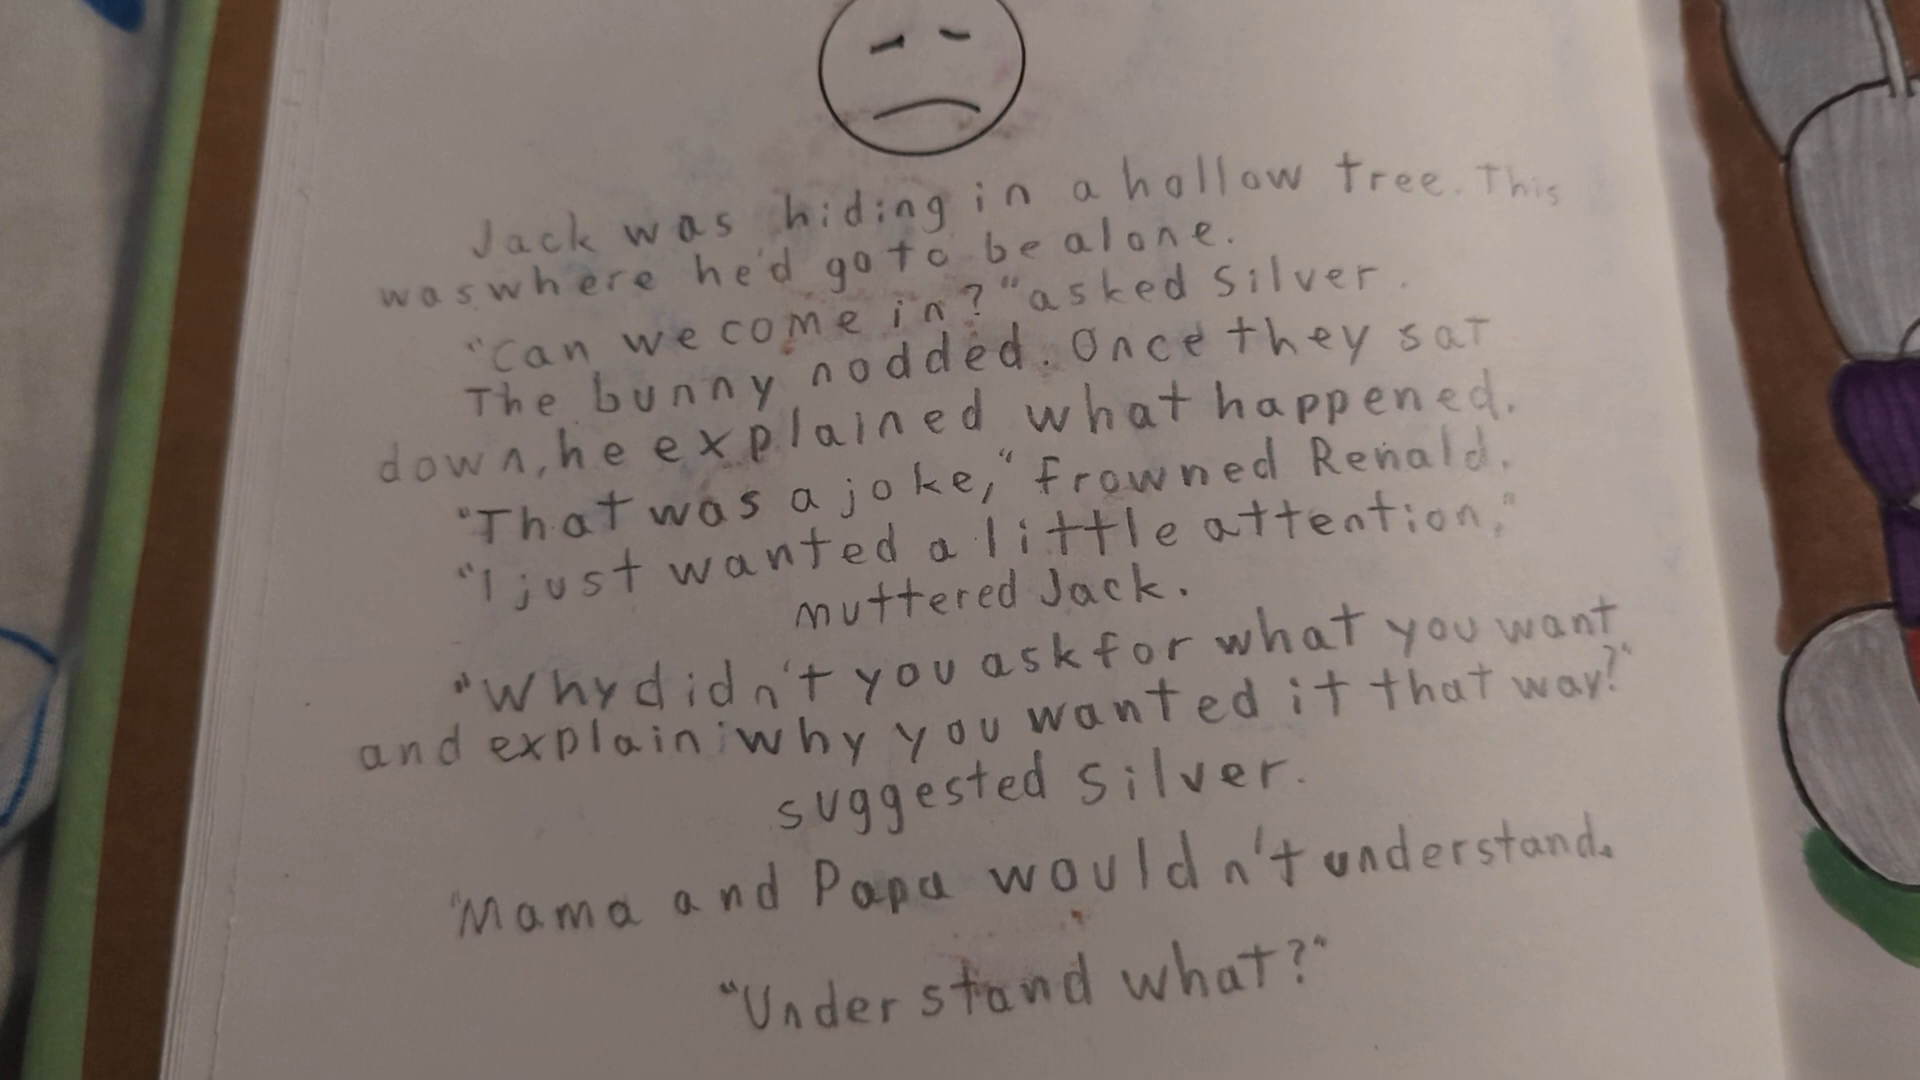 Jack was hiding in a hollow tree. This
was where he'd go to be alone.
"Can we come in?" asked Silver.
The bunny nodded. Once they sat
down, he explained what happened.
"That was a joke," frowned Renald.
"I just wanted a little attention,"
muttered Jack.
"Why didn't you ask for what you want
and explain why you wanted it that way?"
suggested Silver.
"Mama and Papa wouldn't understand.
"Understand what?"